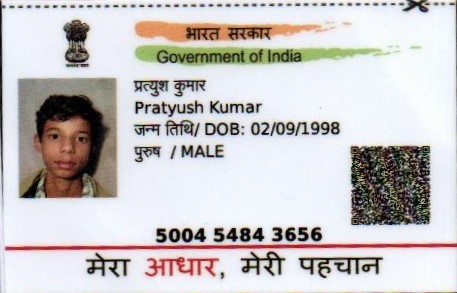 भारत सरकार
Government of India
प्रत्युश कुमार
Pratyush Kumar
जन्म तिथि/ DOB: 02/09/1998
पुरुष / MALE
5004 5484 3656
मेरा आधार, मेरी पहचान